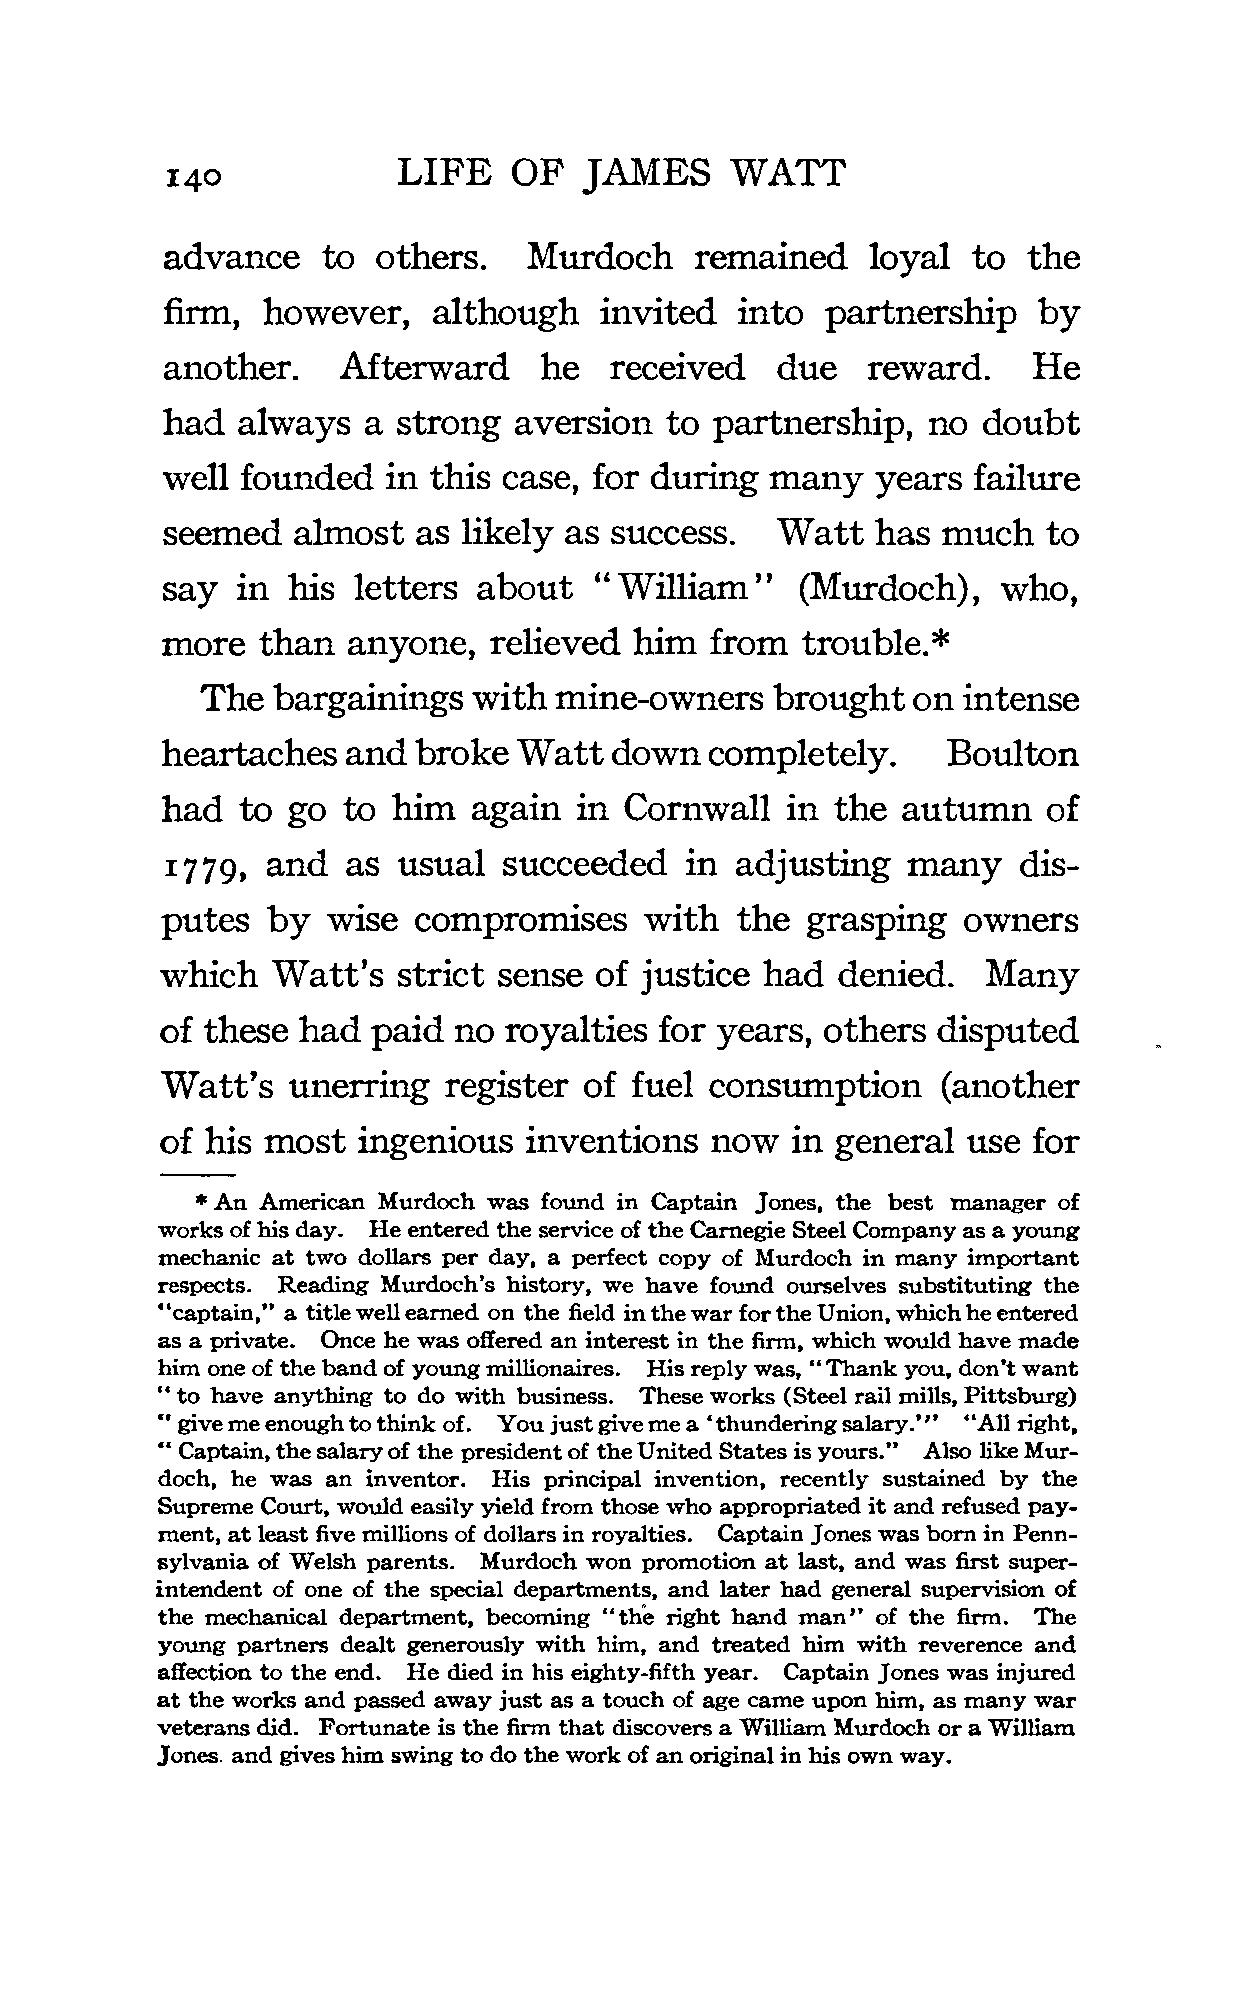 140 LIFE OF JAMES WATT
advance to others. Murdoch remained loyal to the
firm, however, although invited into partnership by
another. Afterward he received due reward. He
had always a strong aversion to partnership, no doubt
well founded in this case, for during many years failure
seemed almost as likely as success. Watt has much to
say in his letters about "William" (Murdoch), who,
more than anyone, relieved him from trouble.*
The bargainings with mine-owners brought on intense
heartaches and broke Watt down completely. Boulton
had to go to him again in Cornwall in the autumn of
1779, and as usual succeeded in adjusting many dis-
putes by wise compromises with the grasping owners
which Watt's strict sense of justice had denied. Many
of these had paid no royalties for years, others disputed
Watt's unerring register of fuel consumption (another
of his most ingenious inventions now in general use for
* An American Murdoch was found in Captain Jones, the best manager of
works of his day. He entered the service of the Carnegie Steel Company as a young
mechanic at two dollars per day, a perfect copy of Murdoch in many important
respects. Reading Murdoch's history, we have found ourselves substituting the
"captain," a title well earned on the field in the war for the Union, which he entered
as a private. Once he was offered an interest in the firm, which would have made
him one of the band of young millionaires. His reply was, "Thank you, don't want
"to have anything to do with business. These works (Steel rail mills, Pittsburg)
"give me enough to think of. You just give me a 'thundering salary.'" "All right,
"Captain, the salary of the president of the United States is yours." Also like Mur-
doch, he was an inventor. His principal invention, recently sustained by the
Supreme Court, would easily yield from those who appropriated it and refused pay-
ment, at least five millions of dollars in royalties. Captain Jones was born in Penn-
sylvania of Welsh parents. Murdoch won promotion at last, and was first super-
intendent of one of the special departments, and later had general supervision of
the mechanical department, becoming "the right hand man" of the firm. The
young partners dealt generously with him, and treated him with reverence and
affection to the end. He died in his eighty-fifth year. Captain Jones was injured
at the works and passed away just as a touch of age came upon him, as many war
veterans did. Fortunate is the firm that discovers a William Murdoch or a William
Jones. and gives him swing to do the work of an original in his own way.